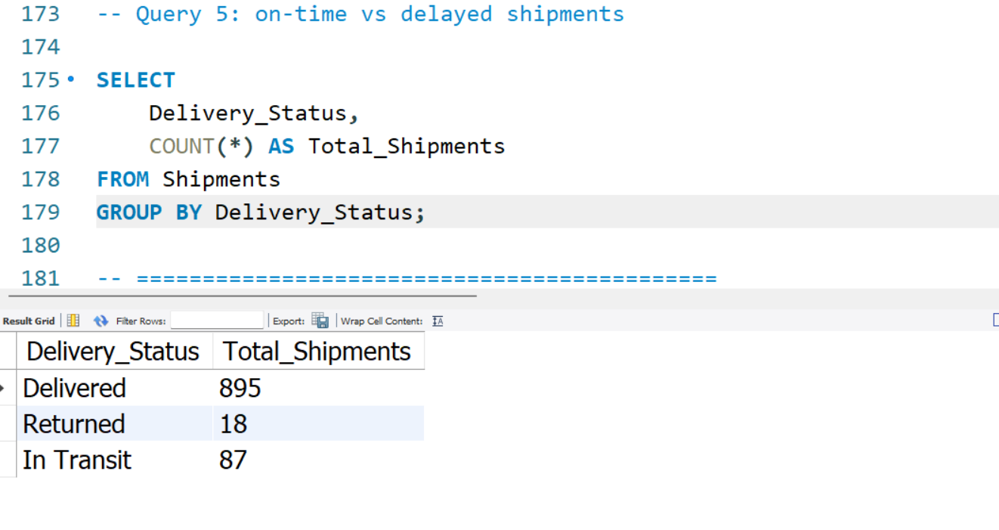 173 -- Query 5: on-time vs delayed shipments
174
175 SELECT
176 Delivery_Status,
177 COUNT(*) AS Total_Shipments
178 FROM Shipments
179 GROUP BY Delivery_Status;
180
181 -- ============================================
Result Grid Filter Rows: Export: Wrap Cell Content: IA
Delivery_Status Total_Shipments
Delivered 895
Returned 18
In Transit 87